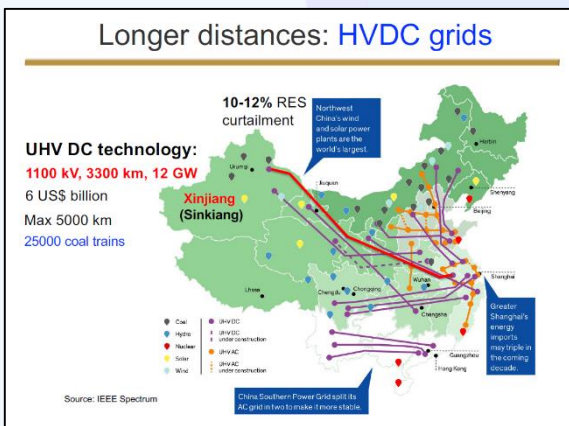 Longer distances: HVDC grids
10-12% RES
curtailment
Northwest
China's wind
and solar power
plants are the
world's largest.
UHV DC technology:
1100 kV, 3300 km, 12 GW
6 US$ billion
Max 5000 km
25000 coal trains
Xinjiang
(Sinkiang)
Urumqi
Jiuquan
Harbin
Shenyang
Beijing
Shanghai
Wuhan
Chengdu
Chongqing
Lhasa
Changsha
Guangzhou
Hong Kong
Greater
Shanghai's
energy
imports
may triple in
the coming
decade.
Coal
Hydro
Nuclear
Solar
Wind
UHV DC
UHV DC
under construction
UHV AC
UHV AC
under construction
China Southern Power Grid split its
AC grid in two to make it more stable.
Source: IEEE Spectrum